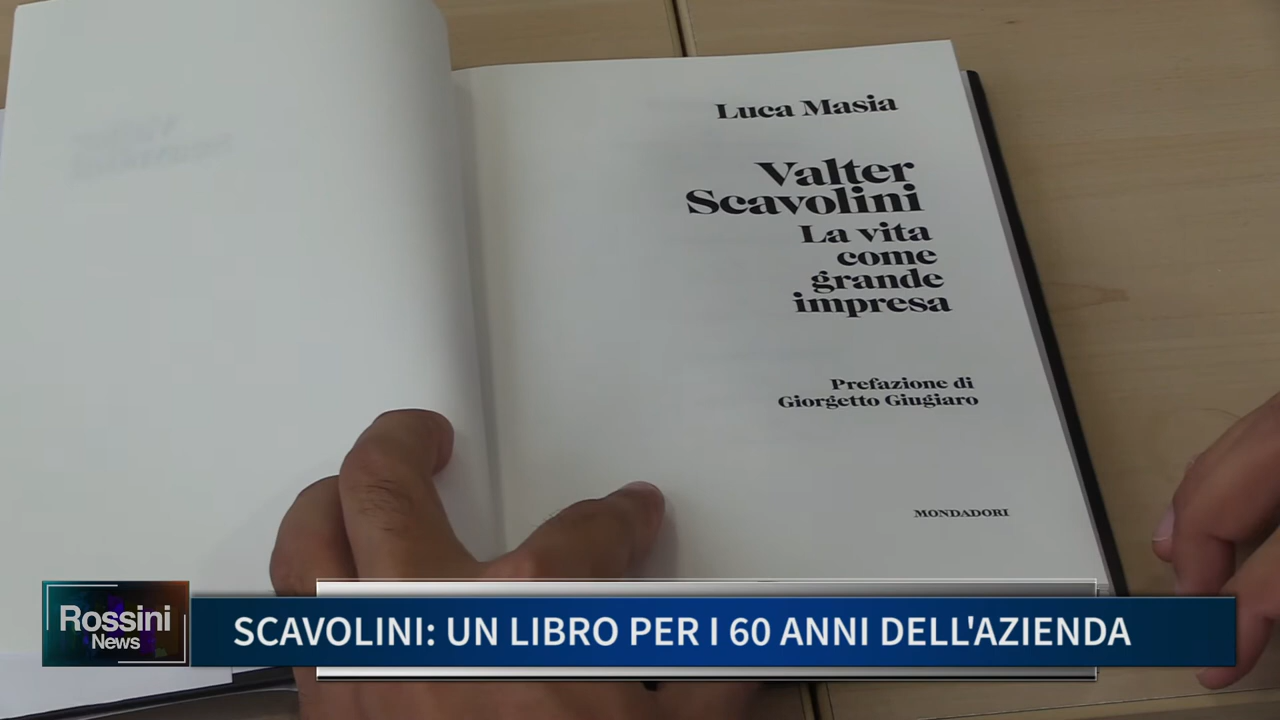 Luca Masia
Valter
Scavolini
La vita
come
grande
impresa
Prefazione di
Giorgetto Giugiaro
MONDADORI
Rossini
News
SCAVOLINI: UN LIBRO PER I 60 ANNI DELL'AZIENDA